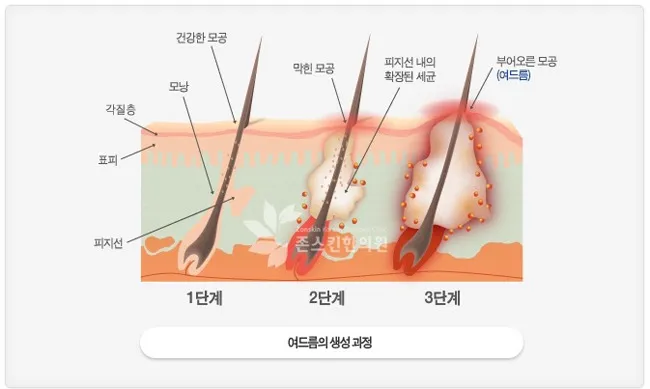 건강한 모공
모낭
각질층
표피
피지선
막힌 모공
피지선 내의
확장된 세균
부어오른 모공
(여드름)
존스킨한의원
1단계
2단계
3단계
여드름의 생성 과정